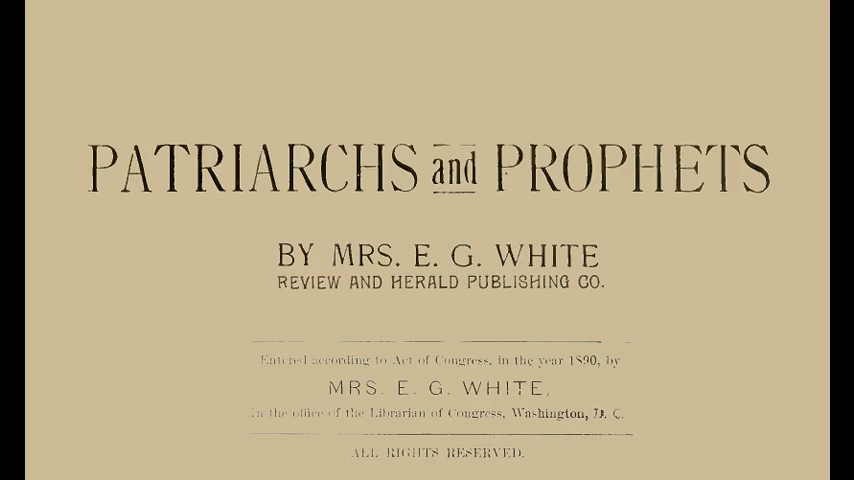 PATRIARCHS and PROPHETS
BY MRS. E. G. WHITE
REVIEW AND HERALD PUBLISHING CO.
Entered according to Act of Congress, in the year 1890, by
MRS. E. G. WHITE,
In the office of the Librarian of Congress, Washington, D. C.
ALL RIGHTS RESERVED.